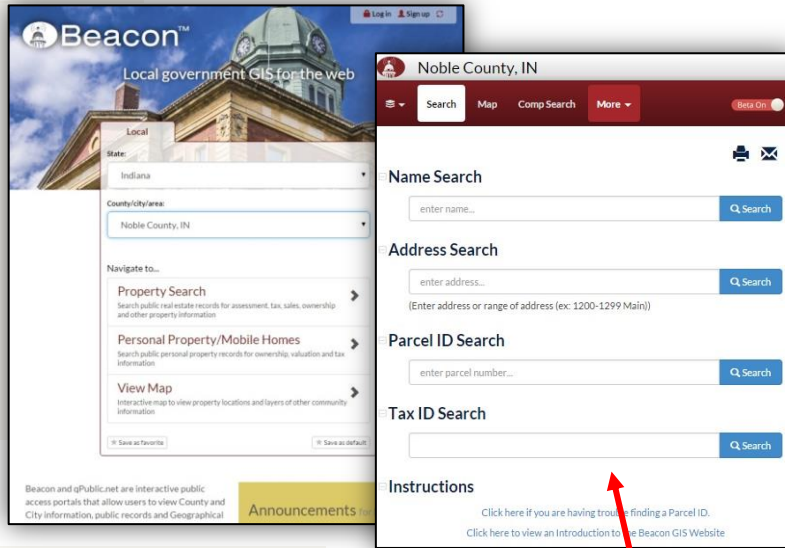 Log in Sign up
Beacon™
Local government GIS for the web
Local
State:
Indiana
County/city/area:
Noble County, IN
Navigate to...
Property Search
Search public real estate records for assessment, tax, sales, ownership
and other property information
Personal Property/Mobile Homes
Search public personal property records for ownership, valuation and tax
information
View Map
Interactive map to view property locations and layers of other community
information
Save as favorite
Save as default
Beacon and qPublic.net are interactive public
access portals that allow users to view County and
City information, public records and Geographical
Announcements
Noble County, IN
Search Map Comp Search More
Beta On
Name Search
enter name...
Search
Address Search
enter address...
Search
(Enter address or range of address (ex: 1200-1299 Main))
Parcel ID Search
enter parcel number...
Search
Tax ID Search
Search
Instructions
Click here if you are having trouble finding a Parcel ID.
Click here to view an Introduction to the Beacon GIS Website